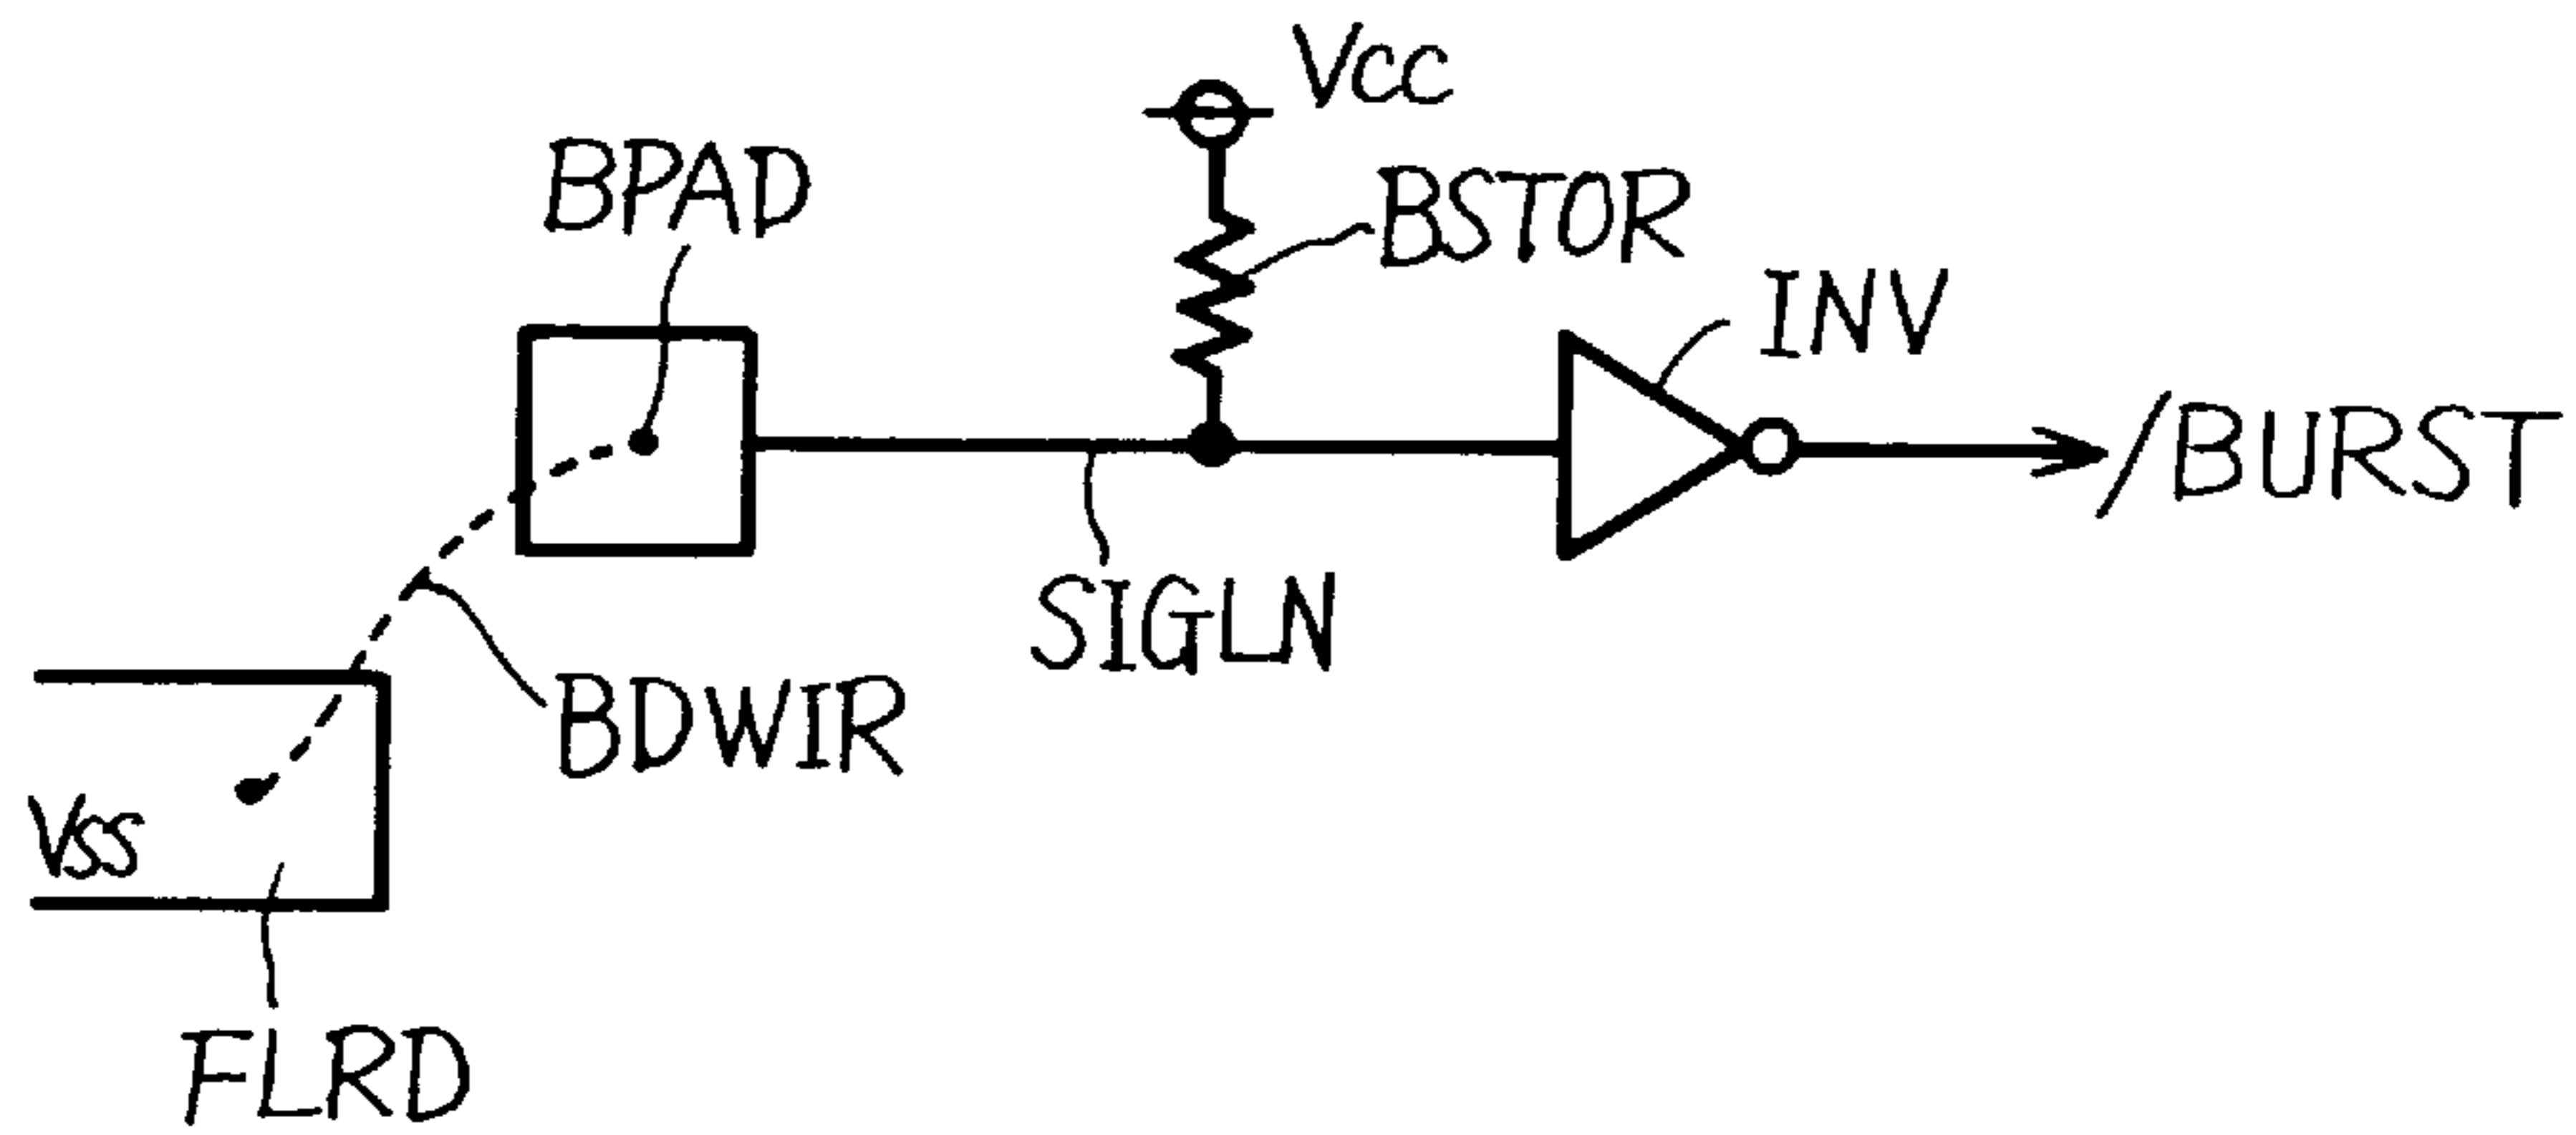 Vcc
BPAD
BSTOR
INV
/BURST
SIGLN
BDWIR
Vss
FLRD